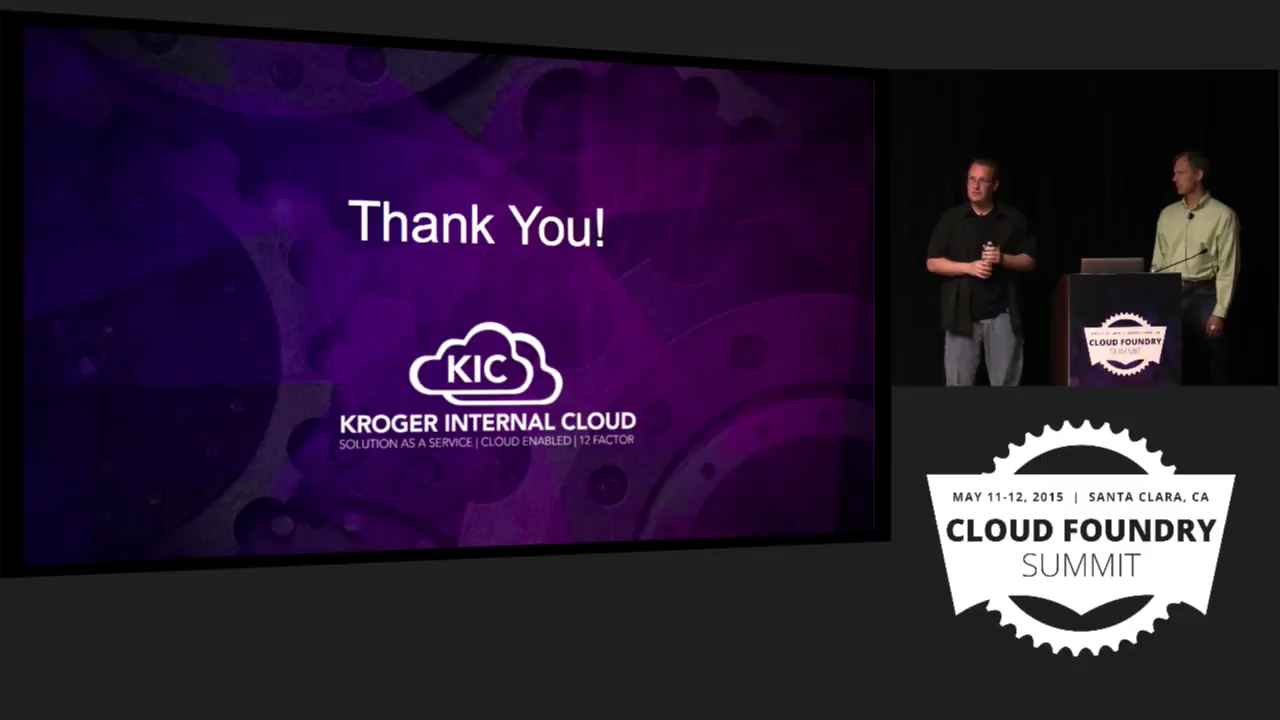 Thank You!
KIC
KROGER INTERNAL CLOUD
SOLUTION AS A SERVICE | CLOUD ENABLED | 12 FACTOR
CLOUD FOUNDRY
SUMMIT
MAY 11-12, 2015 | SANTA CLARA, CA
CLOUD FOUNDRY
SUMMIT